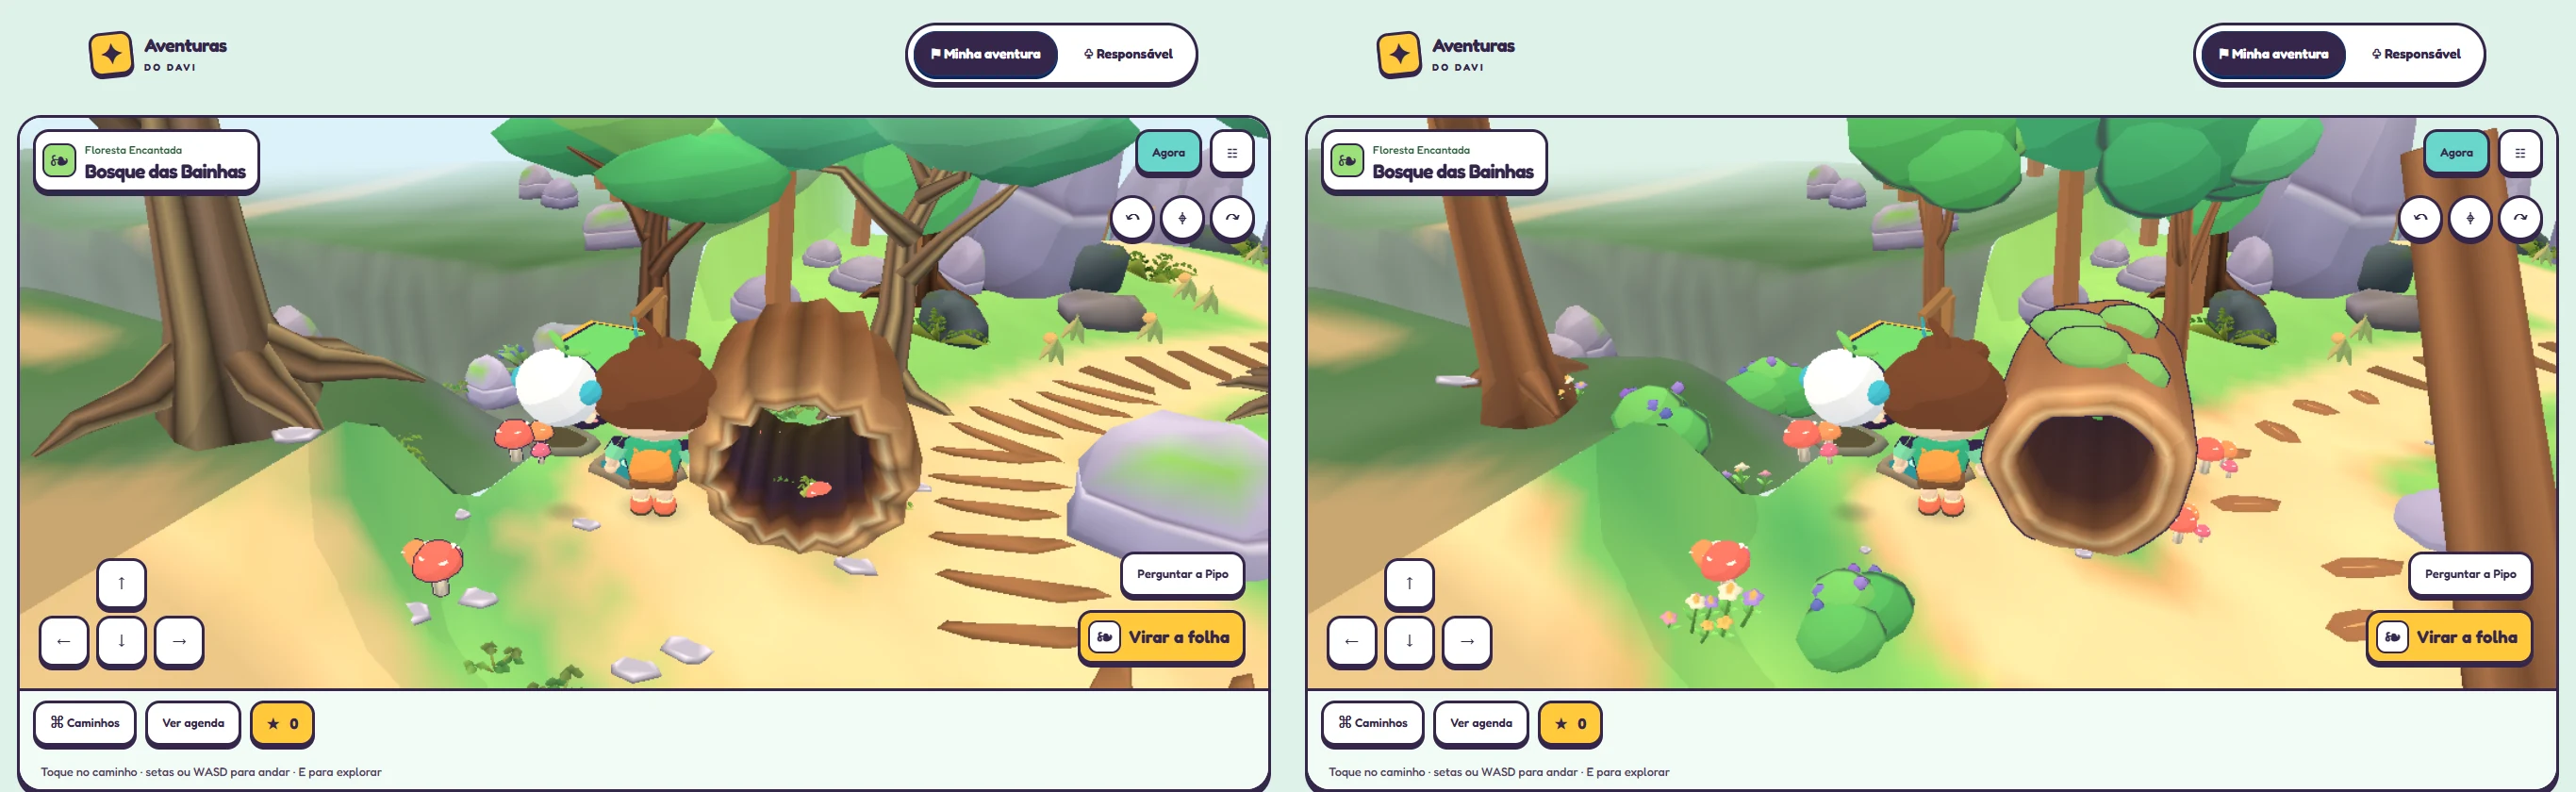 Aventuras
DO DAVI
Minha aventura
Responsável
Floresta Encantada
Bosque das Bainhas
Agora
Perguntar a Pipo
Virar a folha
Caminhos
Ver agenda
★ 0
Toque no caminho · setas ou WASD para andar · E para explorar
Aventuras
DO DAVI
Minha aventura
Responsável
Floresta Encantada
Bosque das Bainhas
Agora
Perguntar a Pipo
Virar a folha
Caminhos
Ver agenda
★ 0
Toque no caminho · setas ou WASD para andar · E para explorar